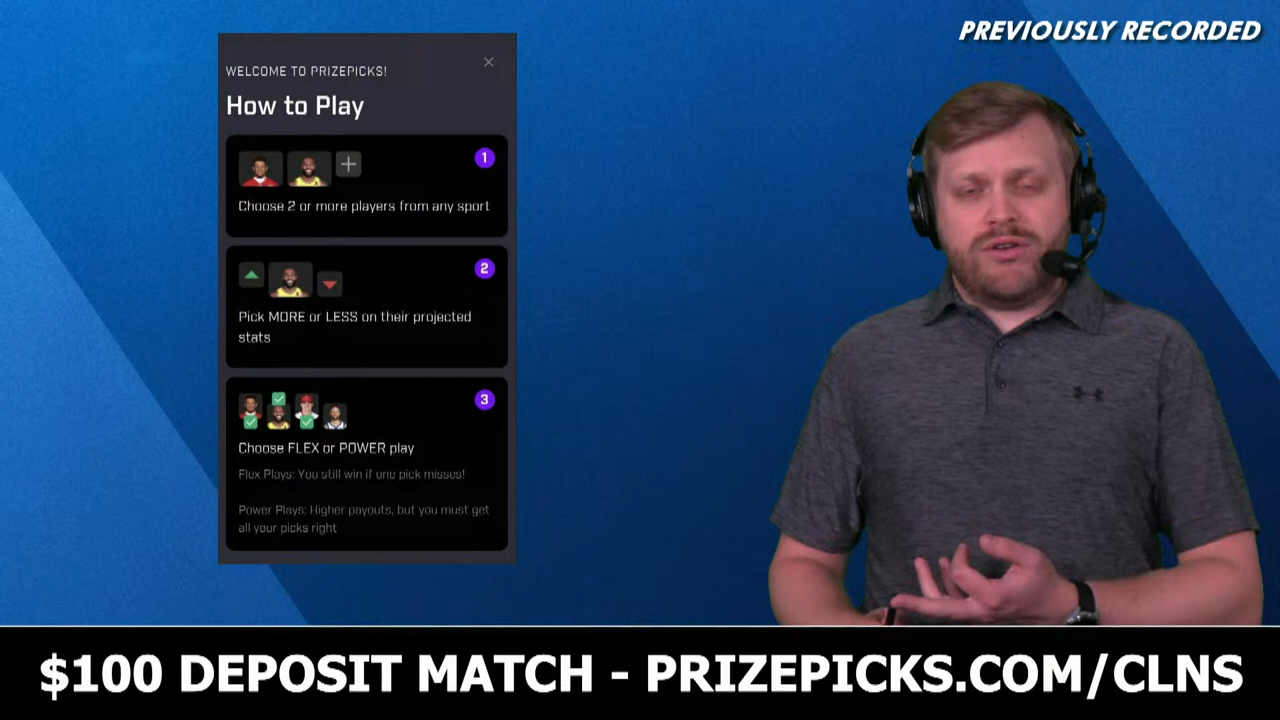 PREVIOUSLY RECORDED
WELCOME TO PRIZEPICKS!
How to Play
1
Choose 2 or more players from any sport
2
Pick MORE or LESS on their projected
stats
3
Choose FLEX or POWER play
Flex Plays: You still win if one pick misses!
Power Plays: Higher payouts, but you must get
all your picks right
$100 DEPOSIT MATCH - PRIZEPICKS.COM/CLNS